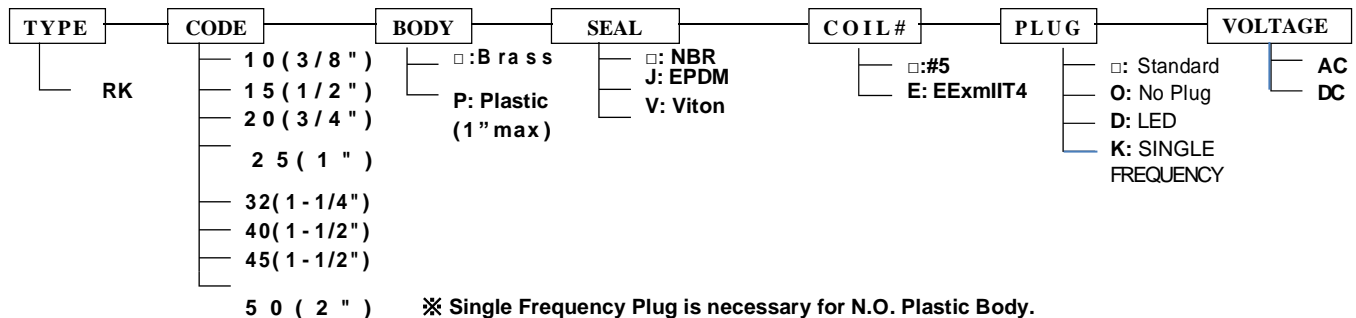 TYPE CODE BODY SEAL COIL# PLUG VOLTAGE
RK
10(3/8")
15(1/2")
20(3/4")
25(1")
32(1-1/4")
40(1-1/2")
45(1-1/2")
50(2")
□:Brass
P: Plastic
(1”max)
□: NBR
J: EPDM
V: Viton
□:#5
E: EExmIIT4
□: Standard
O: No Plug
D: LED
K: SINGLE
FREQUENCY
AC
DC
※ Single Frequency Plug is necessary for N.O. Plastic Body.